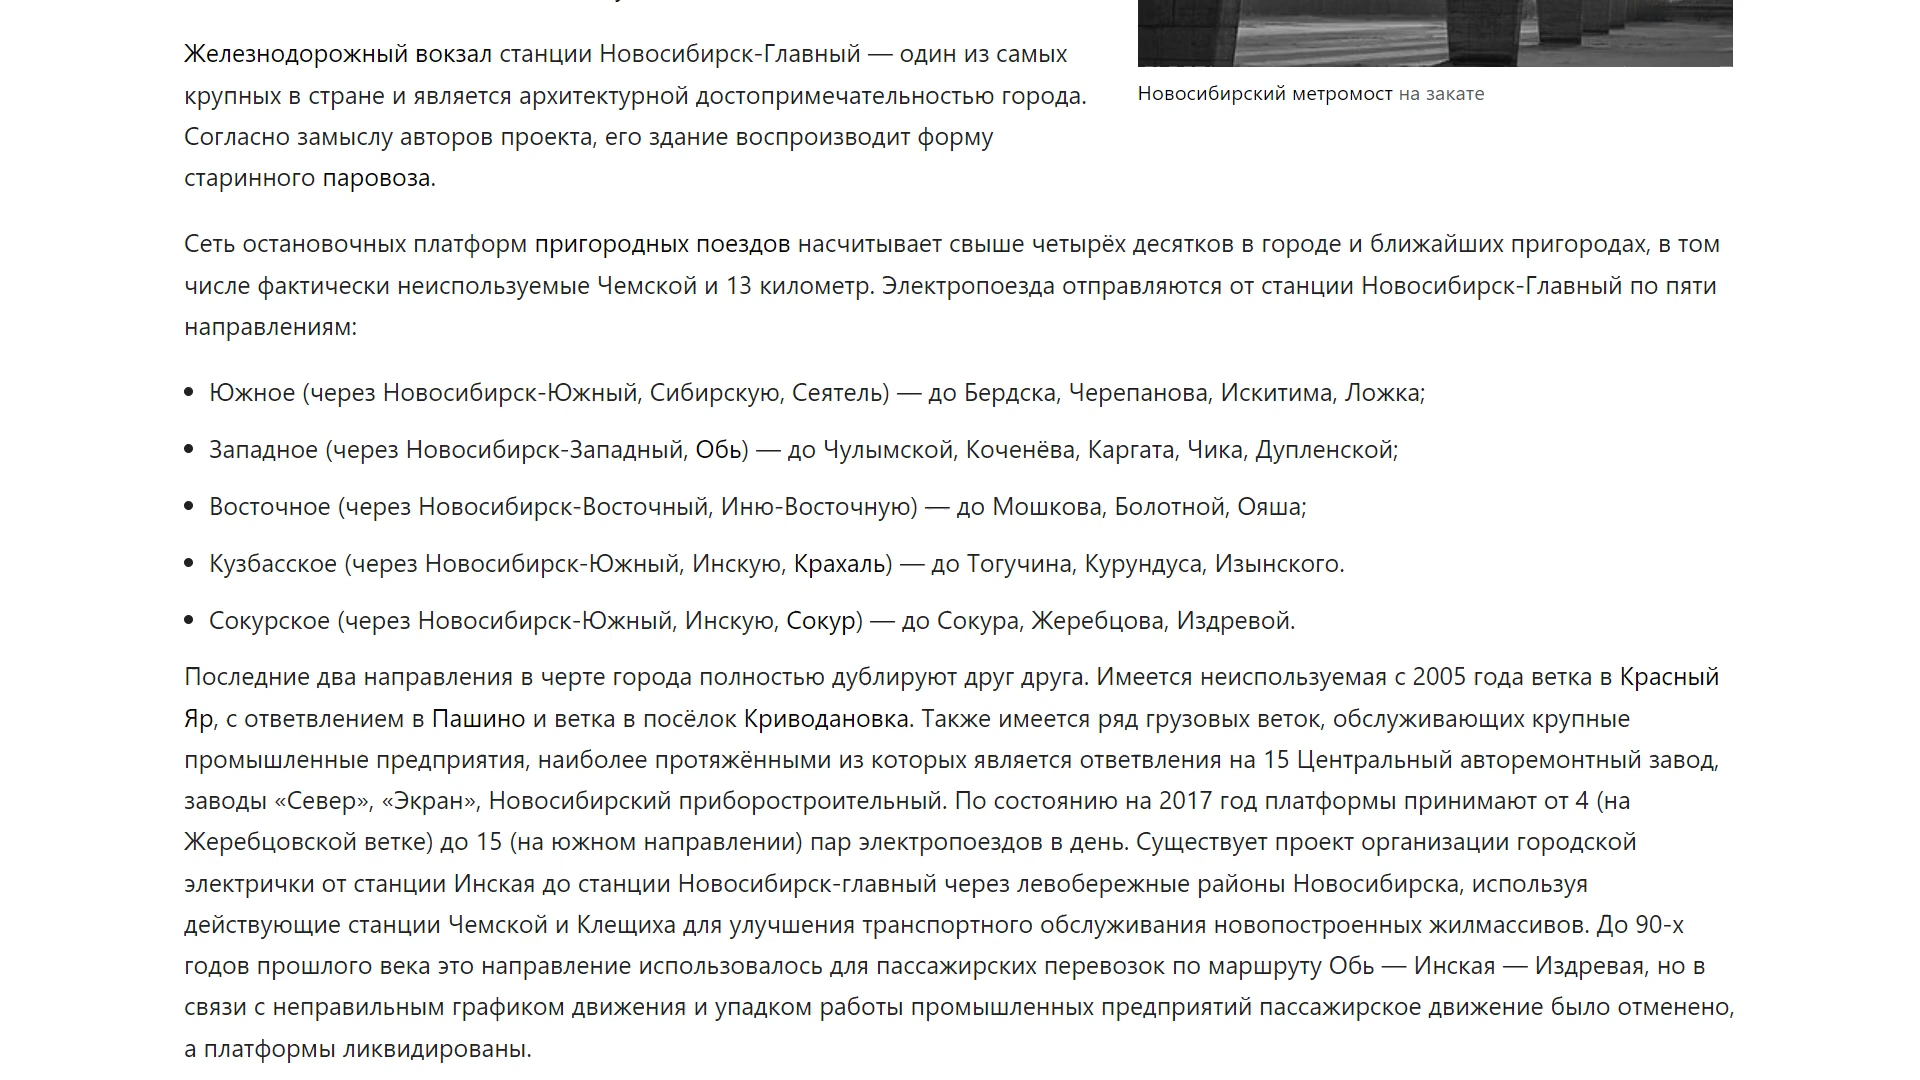 Железнодорожный вокзал станции Новосибирск-Главный — один из самых
крупных в стране и является архитектурной достопримечательностью города.
Согласно замыслу авторов проекта, его здание воспроизводит форму
старинного паровоза.
Новосибирский метромост на закате
Сеть остановочных платформ пригородных поездов насчитывает свыше четырёх десятков в городе и ближайших пригородах, в том
числе фактически неиспользуемые Чемской и 13 километр. Электропоезда отправляются от станции Новосибирск-Главный по пяти
направлениям:
• Южное (через Новосибирск-Южный, Сибирскую, Сеятель) — до Бердска, Черепанова, Искитима, Ложка;
• Западное (через Новосибирск-Западный, Обь) — до Чулымской, Коченёва, Каргата, Чика, Дупленской;
• Восточное (через Новосибирск-Восточный, Иню-Восточную) — до Мошкова, Болотной, Ояша;
• Кузбасское (через Новосибирск-Южный, Инскую, Крахаль) — до Тогучина, Курундуса, Изынского.
• Сокурское (через Новосибирск-Южный, Инскую, Сокур) — до Сокура, Жеребцова, Издревой.
Последние два направления в черте города полностью дублируют друг друга. Имеется неиспользуемая с 2005 года ветка в Красный
Яр, с ответвлением в Пашино и ветка в посёлок Криводановка. Также имеется ряд грузовых веток, обслуживающих крупные
промышленные предприятия, наиболее протяжёнными из которых является ответвления на 15 Центральный авторемонтный завод,
заводы «Север», «Экран», Новосибирский приборостроительный. По состоянию на 2017 год платформы принимают от 4 (на
Жеребцовской ветке) до 15 (на южном направлении) пар электропоездов в день. Существует проект организации городской
электрички от станции Инская до станции Новосибирск-главный через левобережные районы Новосибирска, используя
действующие станции Чемской и Клещиха для улучшения транспортного обслуживания новопостроенных жилмассивов. До 90-х
годов прошлого века это направление использовалось для пассажирских перевозок по маршруту Обь — Инская — Издревая, но в
связи с неправильным графиком движения и упадком работы промышленных предприятий пассажирское движение было отменено,
а платформы ликвидированы.